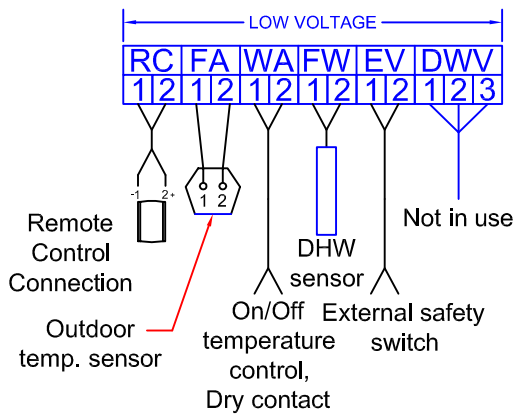 LOW VOLTAGE
RC FA WA FW EV DWV
1 2 1 2 1 2 1 2 1 2 1 2 3
-1 2+
1 2
Remote
Control
Connection
Outdoor
temp. sensor
On/Off
temperature
control,
Dry contact
DHW
sensor
External safety
switch
Not in use